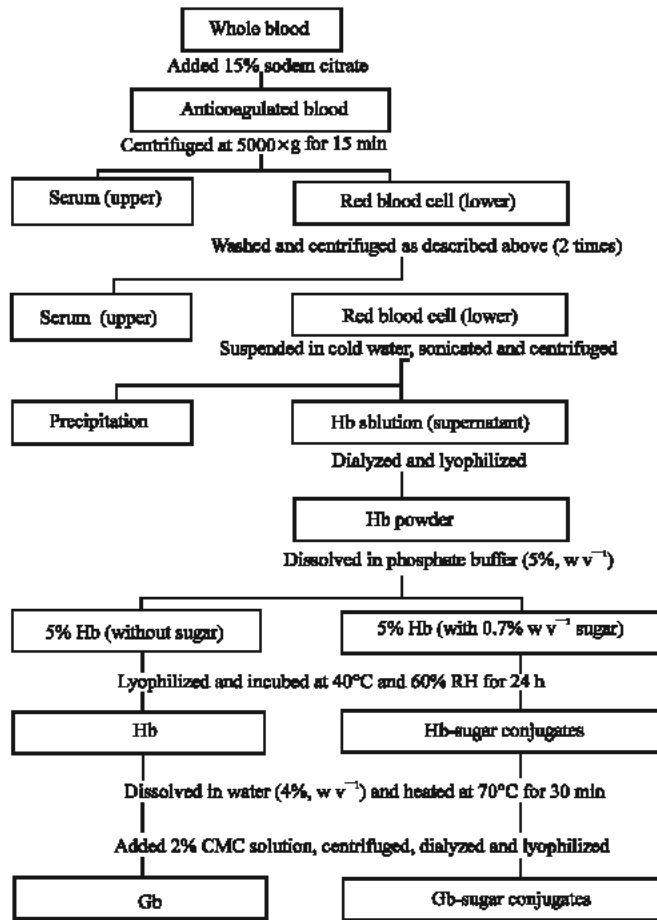 Whole blood
Added 15% sodem citrate
Anticoagulated blood
Centrifuged at 5000×g for 15 min
Serum (upper)
Red blood cell (lower)
Washed and centrifuged as described above (2 times)
Serum (upper)
Red blood cell (lower)
Suspended in cold water, sonicated and centrifuged
Precipitation
Hb sblution (supernatant)
Dialyzed and lyophilized
Hb powder
Dissolved in phosphate buffer (5%, w v⁻¹)
5% Hb (without sugar)
5% Hb (with 0.7% w v⁻¹ sugar)
Lyophilized and incubated at 40°C and 60% RH for 24 h
Hb
Hb-sugar conjugates
Dissolved in water (4%, w v⁻¹) and heated at 70°C for 30 min
Added 2% CMC solution, centrifuged, dialyzed and lyophilized
Gb
Gb-sugar conjugates